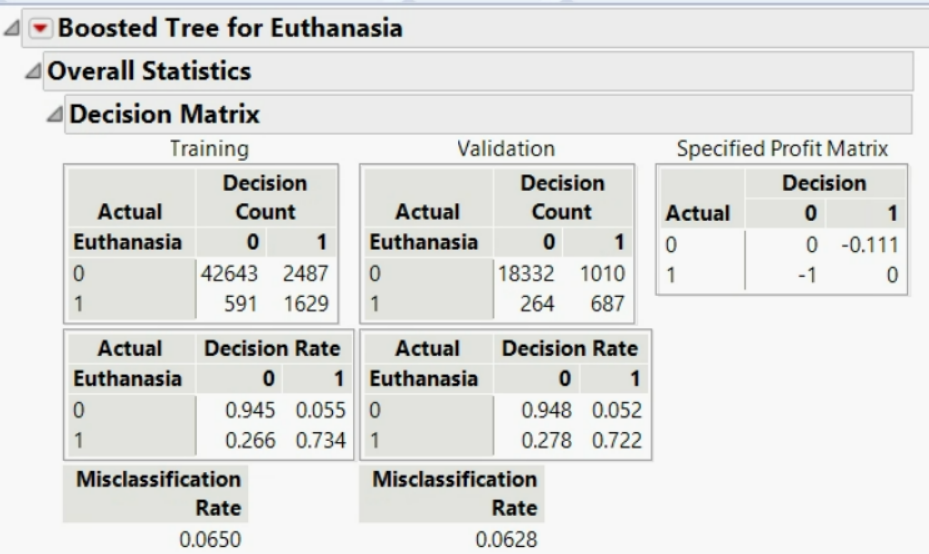 Boosted Tree for Euthanasia
Overall Statistics
Decision Matrix
Training Validation Specified Profit Matrix
Decision Decision Decision
Actual Count Actual Count Actual 0 1
Euthanasia 0 1 Euthanasia 0 1 0 0 -0.111
0 42643 2487 0 18332 1010 1 -1 0
1 591 1629 1 264 687
Actual Decision Rate Actual Decision Rate
Euthanasia 0 1 Euthanasia 0 1
0 0.945 0.055 0 0.948 0.052
1 0.266 0.734 1 0.278 0.722
Misclassification Misclassification
Rate Rate
0.0650 0.0628